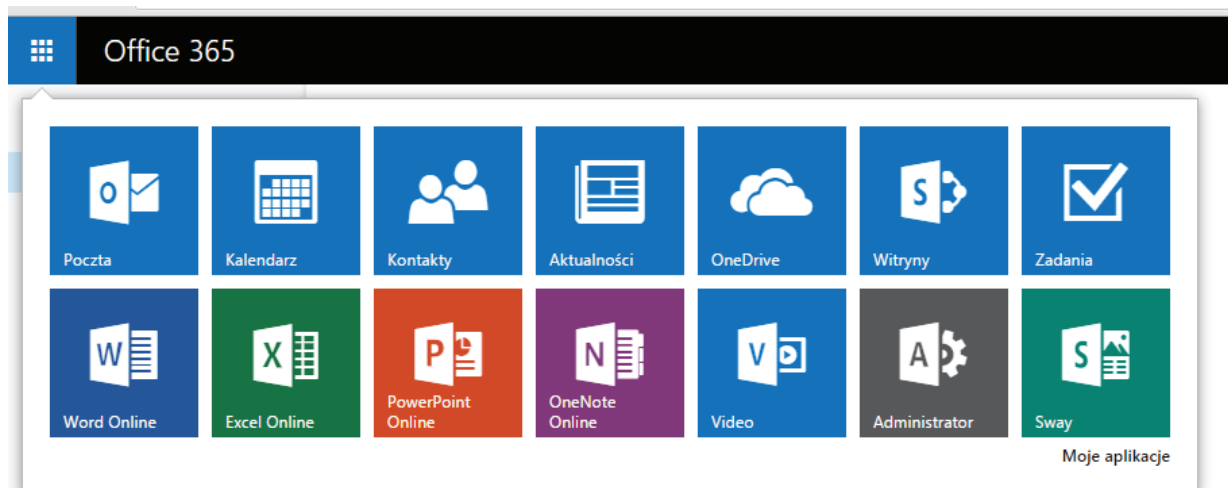 Office 365
Poczta
Kalendarz
Kontakty
Aktualności
OneDrive
Witryny
Zadania
Word Online
Excel Online
PowerPoint
Online
OneNote
Online
Video
Administrator
Sway
Moje aplikacje